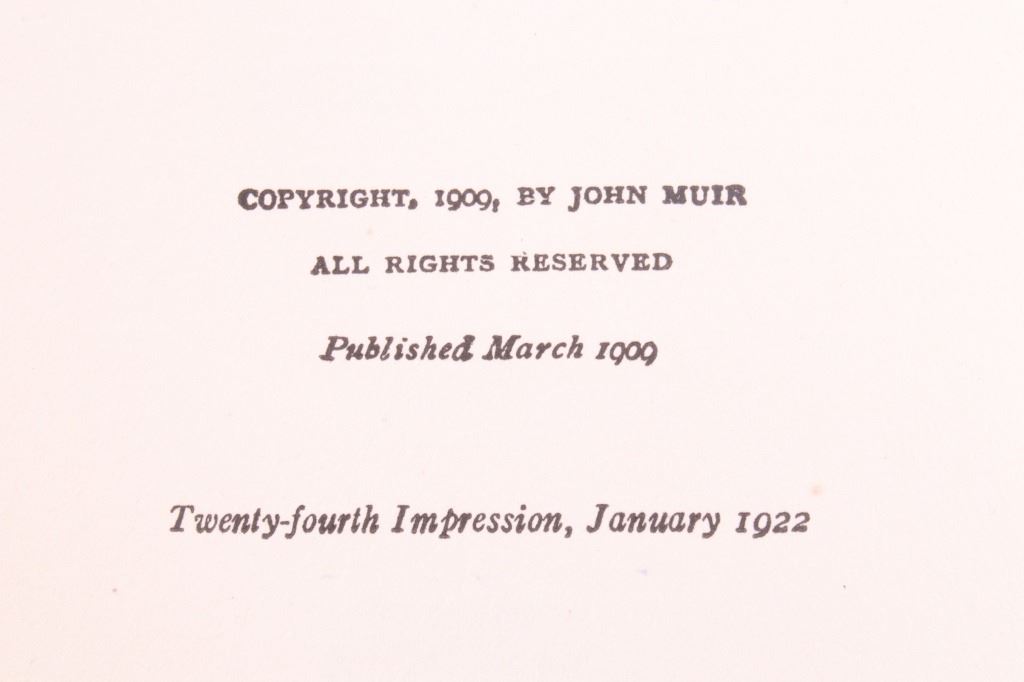 COPYRIGHT, 1909, BY JOHN MUIR
ALL RIGHTS RESERVED
Published March 1909
Twenty-fourth Impression, January 1922